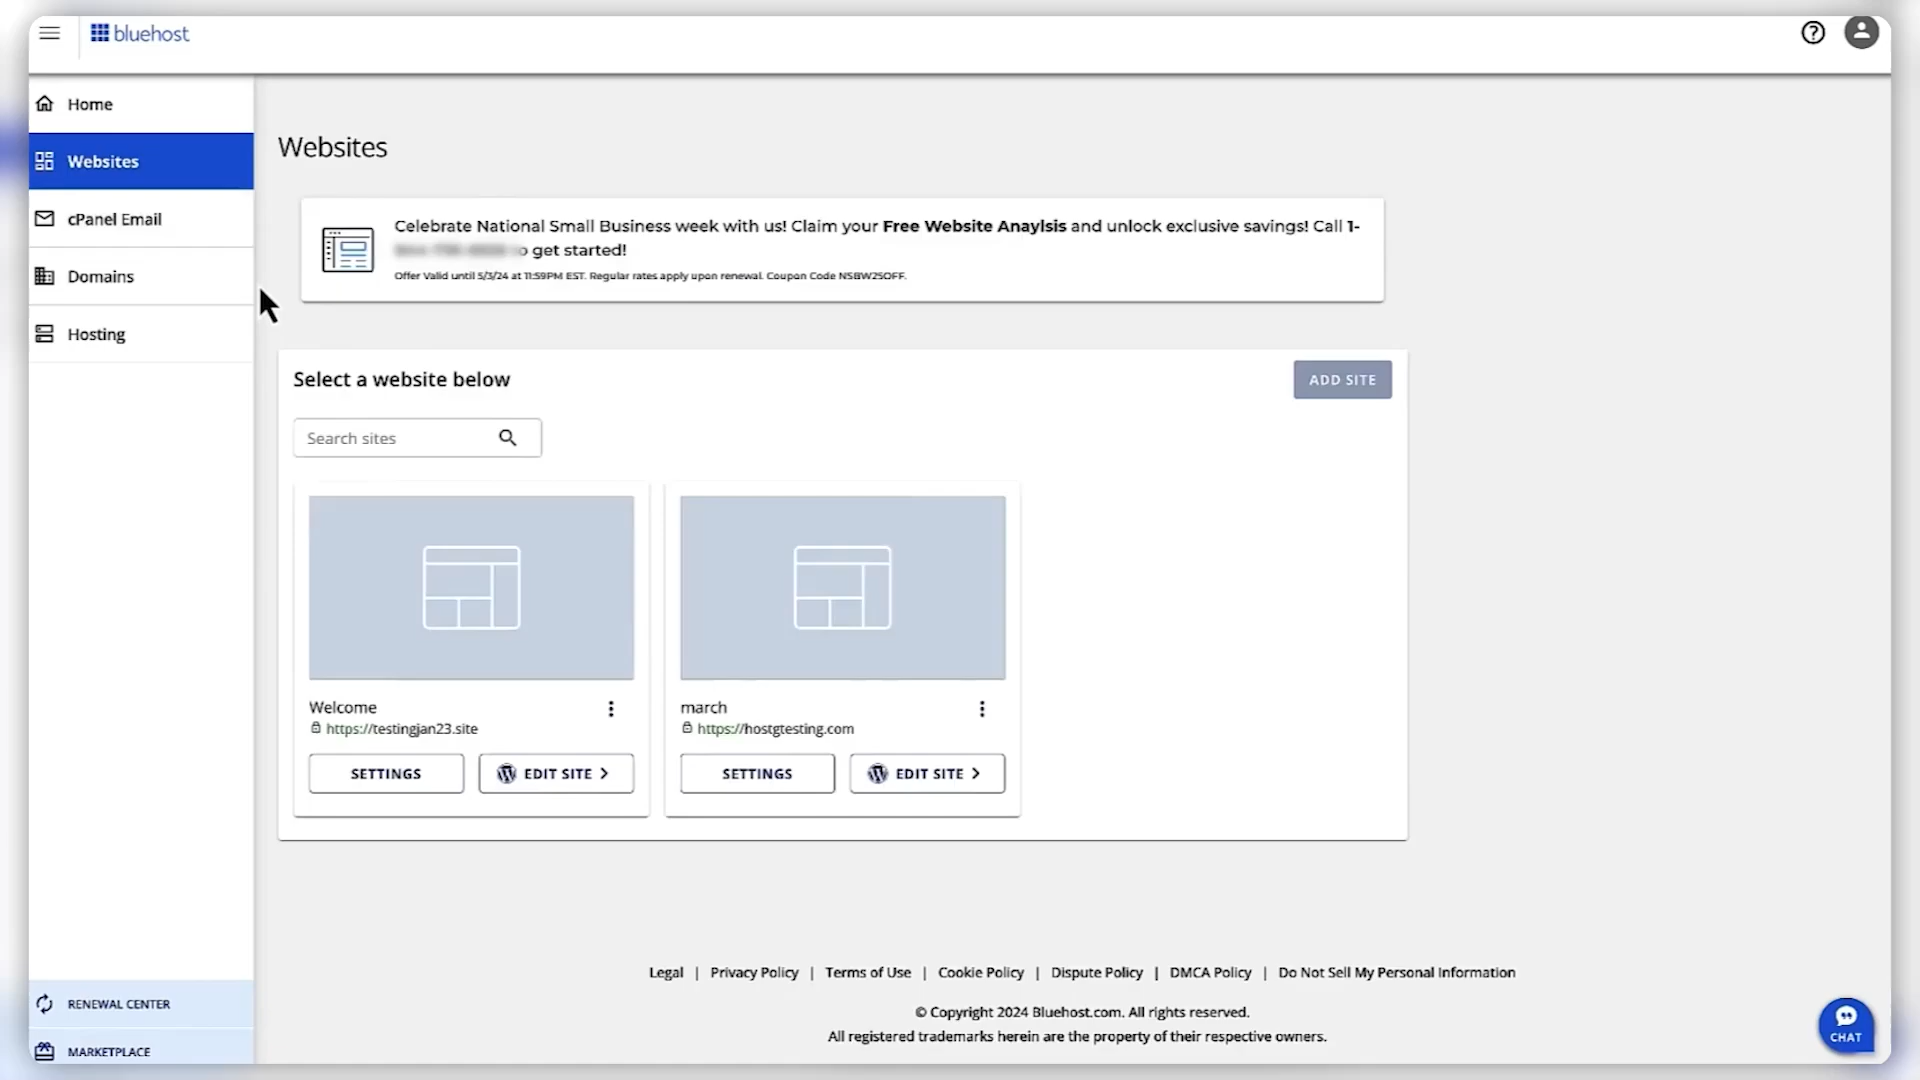 bluehost
Home
Websites
cPanel Email
Domains
Hosting
RENEWAL CENTER
MARKETPLACE
Websites
Celebrate National Small Business week with us! Claim your Free Website Anaylsis and unlock exclusive savings! Call 1-
to get started!
Offer Valid until 5/3/24 at 11:59PM EST. Regular rates apply upon renewal. Coupon Code NSBW25OFF.
Select a website below
ADD SITE
Search sites
Welcome
https://testingjan23.site
SETTINGS
EDIT SITE
march
https://hostgtesting.com
SETTINGS
EDIT SITE
Legal | Privacy Policy | Terms of Use | Cookie Policy | Dispute Policy | DMCA Policy | Do Not Sell My Personal Information
© Copyright 2024 Bluehost.com. All rights reserved.
All registered trademarks herein are the property of their respective owners.
CHAT